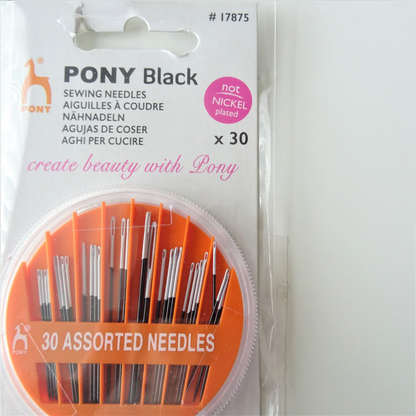 # 17875
PONY
PONY Black
SEWING NEEDLES
AIGUILLES À COUDRE
NÄHNADELN
AGUJAS DE COSER
AGHI PER CUCIRE
not
NICKEL
plated
x 30
create beauty with Pony
30 ASSORTED NEEDLES
PONY